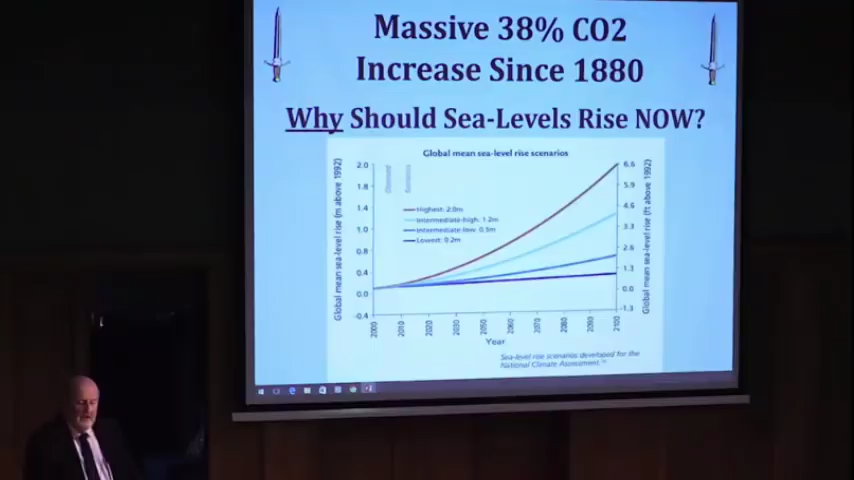 Massive 38% CO2
Increase Since 1880
Why Should Sea-Levels Rise NOW?
Global mean sea-level rise scenarios
Global mean sea-level rise (m above 1992)
2.0
1.8
1.4
1.0
0.8
0.4
0.0
-0.4
Observed
Scenarios
Highest: 2.0m
Intermediate-high: 1.2m
Intermediate-low: 0.5m
Lowest: 0.2m
6.6
5.9
4.6
3.3
2.6
1.3
0.0
-1.3
Global mean sea-level rise (ft above 1992)
2000 2010 2020 2030 2050 2060 2070 2080 2090 2100
Year
Sea-level rise scenarios developed for the
National Climate Assessment.